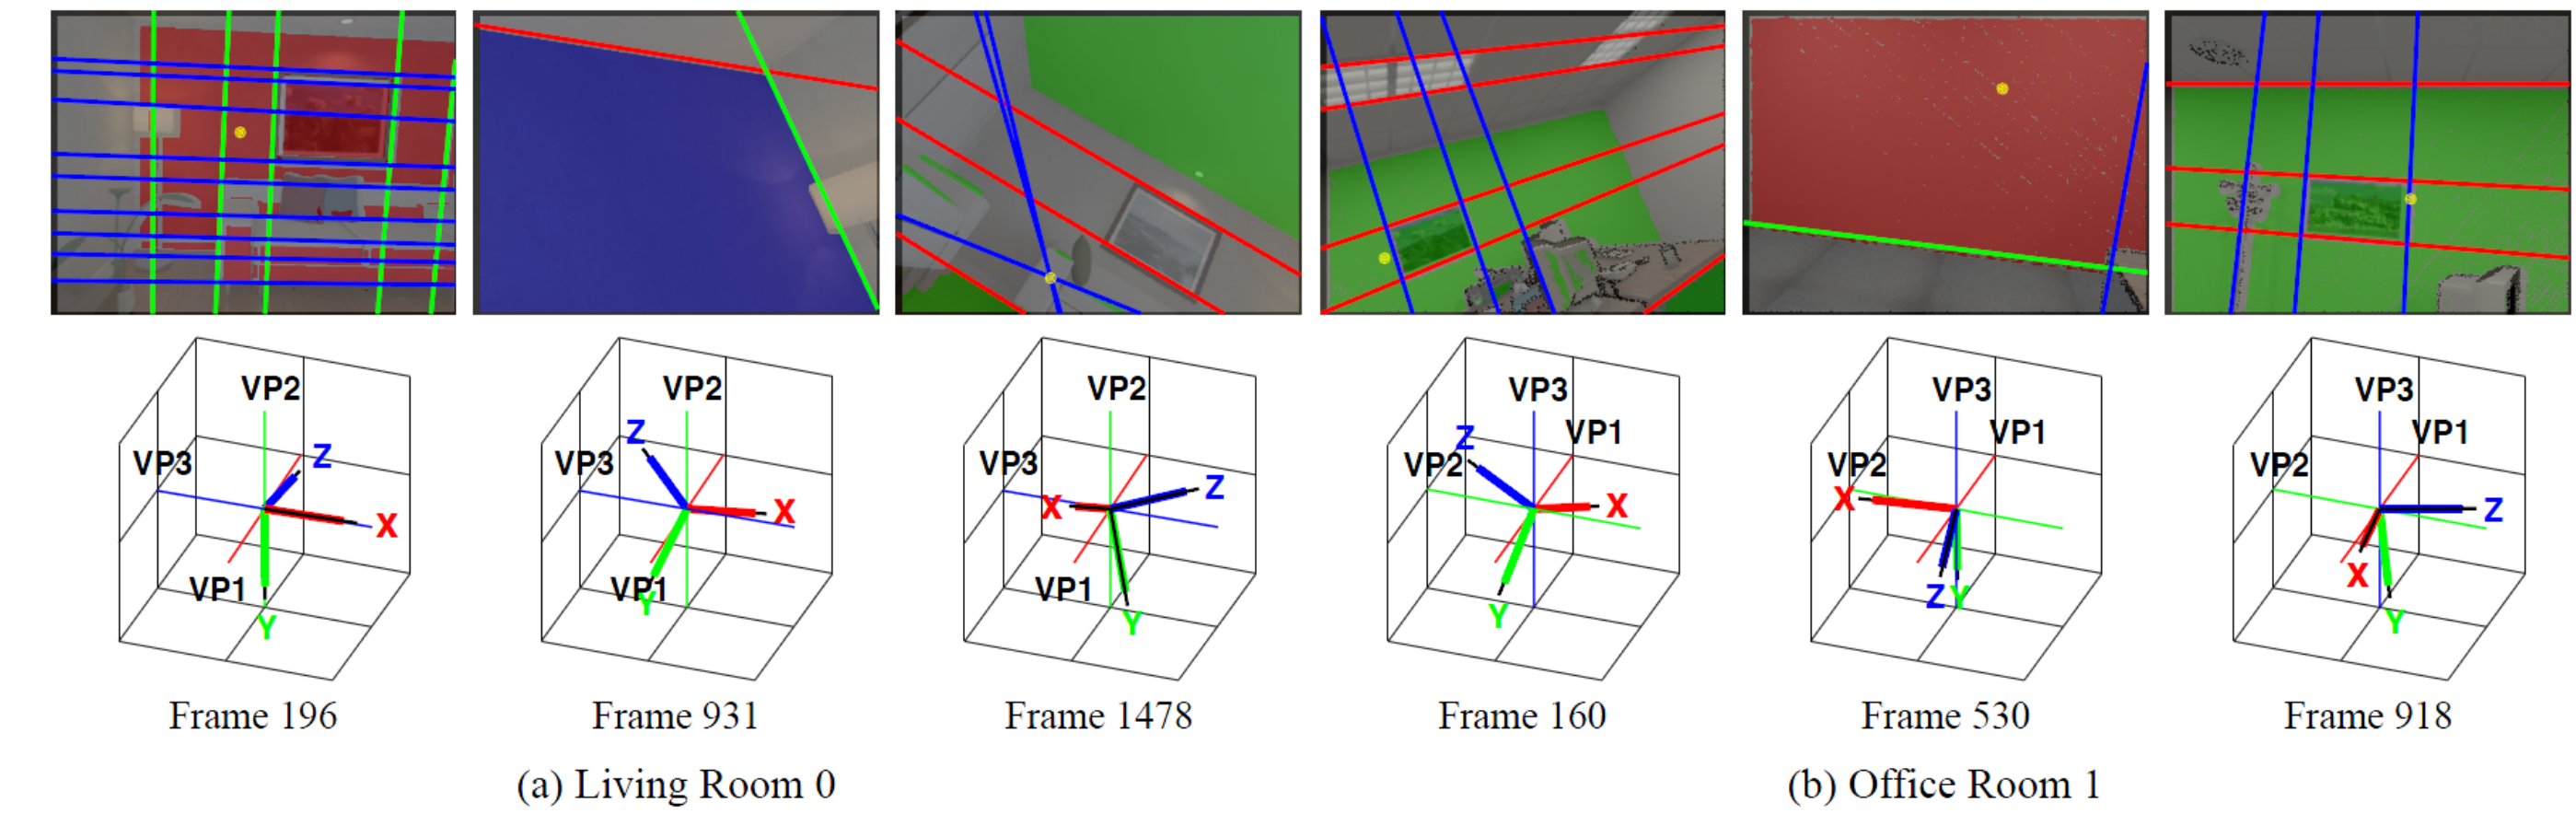 VP2
Z
VP3
X
VP1
Y
Frame 196
VP2
Z
VP3
X
VP1
Y
Frame 931
VP2
VP3
Z
X
VP1
Y
Frame 1478
VP3
Z
VP1
VP2
X
Y
Frame 160
VP3
VP1
VP2
X
Z
Y
Frame 530
VP3
VP1
VP2
Z
X
Y
Frame 918
(a) Living Room 0
(b) Office Room 1